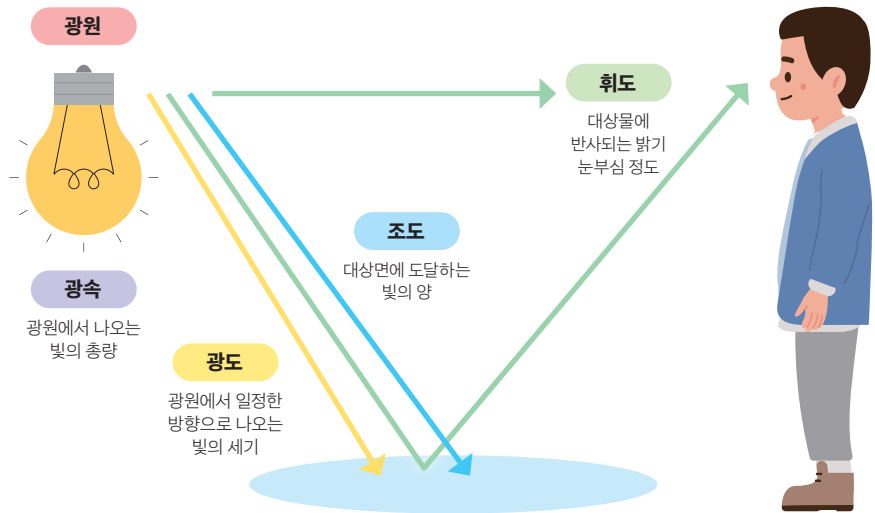 광원
광속
광원에서 나오는
빛의 총량
광도
광원에서 일정한
방향으로 나오는
빛의 세기
조도
대상면에 도달하는
빛의 양
휘도
대상물에
반사되는 밝기
눈부심 정도